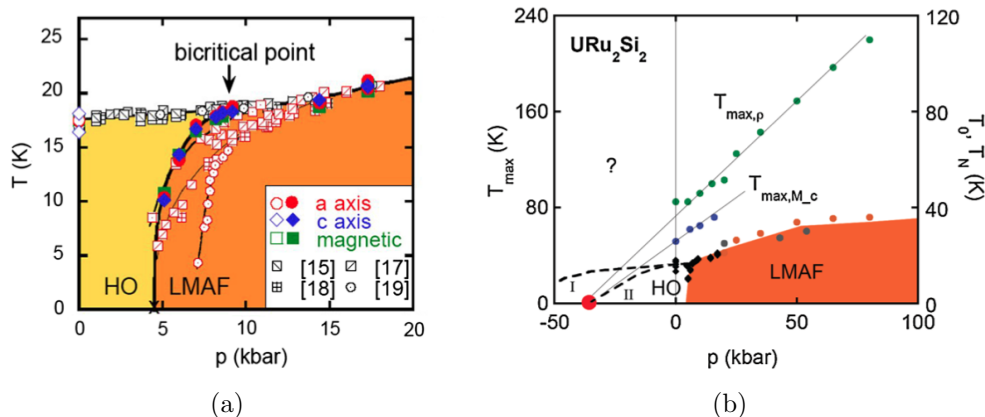 25
20
15
10
5
0
T (K)
bicritical point
a axis
c axis
magnetic
[15] [17]
[18] [19]
HO LMAF
0 5 10 15 20
p (kbar)
(a)
240
160
80
0
T_max (K)
URu_2Si_2
?
T_max,ρ
T_max,M_c
I
II
HO
LMAF
120
80
40
0
T_0, T_N (K)
-50 0 50 100
p (kbar)
(b)